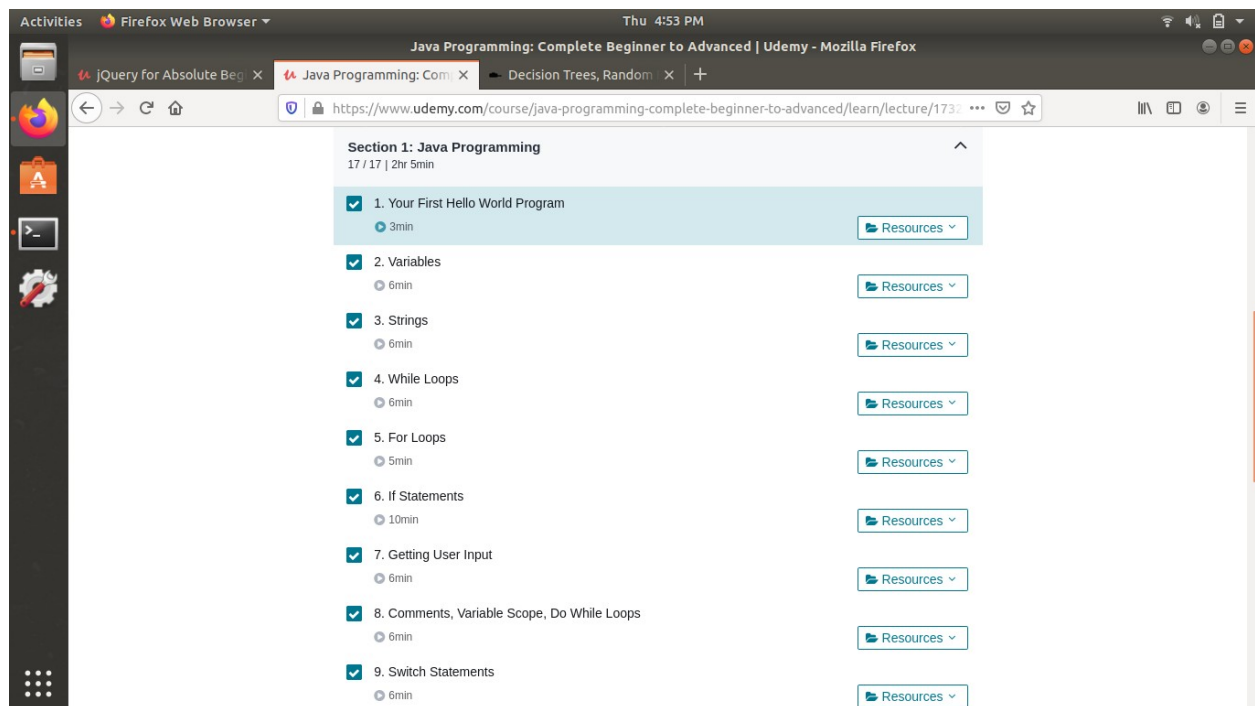 Activities Firefox Web Browser Thu 4:53 PM
Java Programming: Complete Beginner to Advanced | Udemy - Mozilla Firefox
jQuery for Absolute Beg Java Programming: Com Decision Trees, Random
https://www.udemy.com/course/java-programming-complete-beginner-to-advanced/learn/lecture/1732
Section 1: Java Programming
17 / 17 | 2hr 5min
1. Your First Hello World Program
3min Resources
2. Variables
6min Resources
3. Strings
6min Resources
4. While Loops
6min Resources
5. For Loops
5min Resources
6. If Statements
10min Resources
7. Getting User Input
6min Resources
8. Comments, Variable Scope, Do While Loops
6min Resources
9. Switch Statements
6min Resources